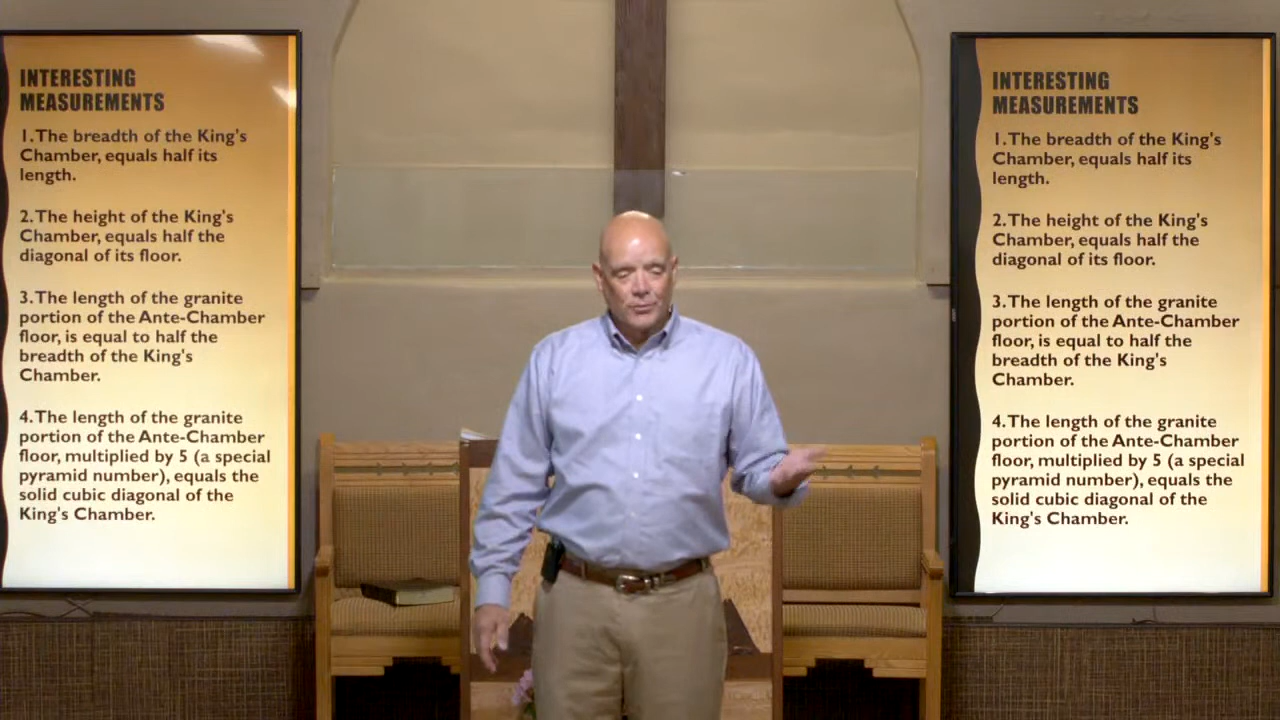 INTERESTING
MEASUREMENTS
1.The breadth of the King's
Chamber, equals half its
length.
2.The height of the King's
Chamber, equals half the
diagonal of its floor.
3.The length of the granite
portion of the Ante-Chamber
floor, is equal to half the
breadth of the King's
Chamber.
4.The length of the granite
portion of the Ante-Chamber
floor, multiplied by 5 (a special
pyramid number), equals the
solid cubic diagonal of the
King's Chamber.
INTERESTING
MEASUREMENTS
1.The breadth of the King's
Chamber, equals half its
length.
2.The height of the King's
Chamber, equals half the
diagonal of its floor.
3.The length of the granite
portion of the Ante-Chamber
floor, is equal to half the
breadth of the King's
Chamber.
4.The length of the granite
portion of the Ante-Chamber
floor, multiplied by 5 (a special
pyramid number), equals the
solid cubic diagonal of the
King's Chamber.